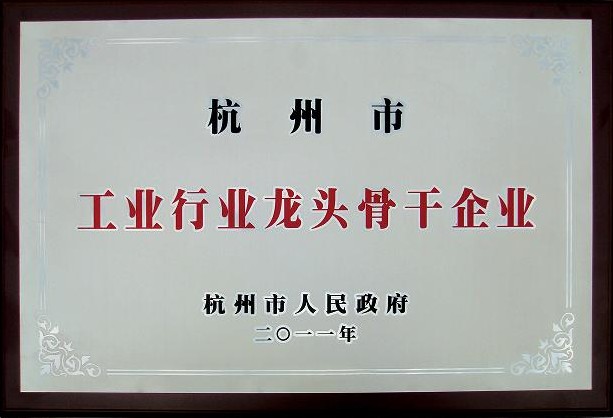 杭州市
工业行业龙头骨干企业
杭州市人民政府
二〇一一年